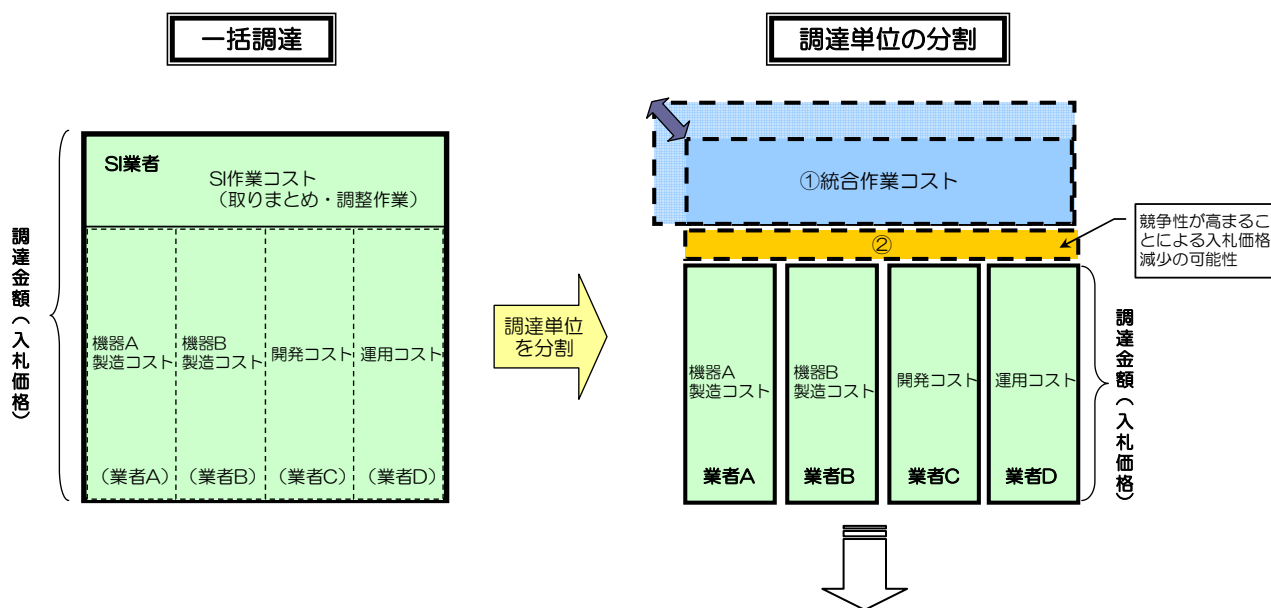 一括調達
調達単位の分割
SI業者
SI作業コスト
（取りまとめ・調整作業）
調達金額（入札価格）
機器A
製造コスト
機器B
製造コスト
開発コスト
運用コスト
（業者A）
（業者B）
（業者C）
（業者D）
調達単位
を分割
①統合作業コスト
②
競争性が高まるこ
とによる入札価格
減少の可能性
機器A
製造コスト
機器B
製造コスト
開発コスト
運用コスト
業者A
業者B
業者C
業者D
調達金額（入札価格）